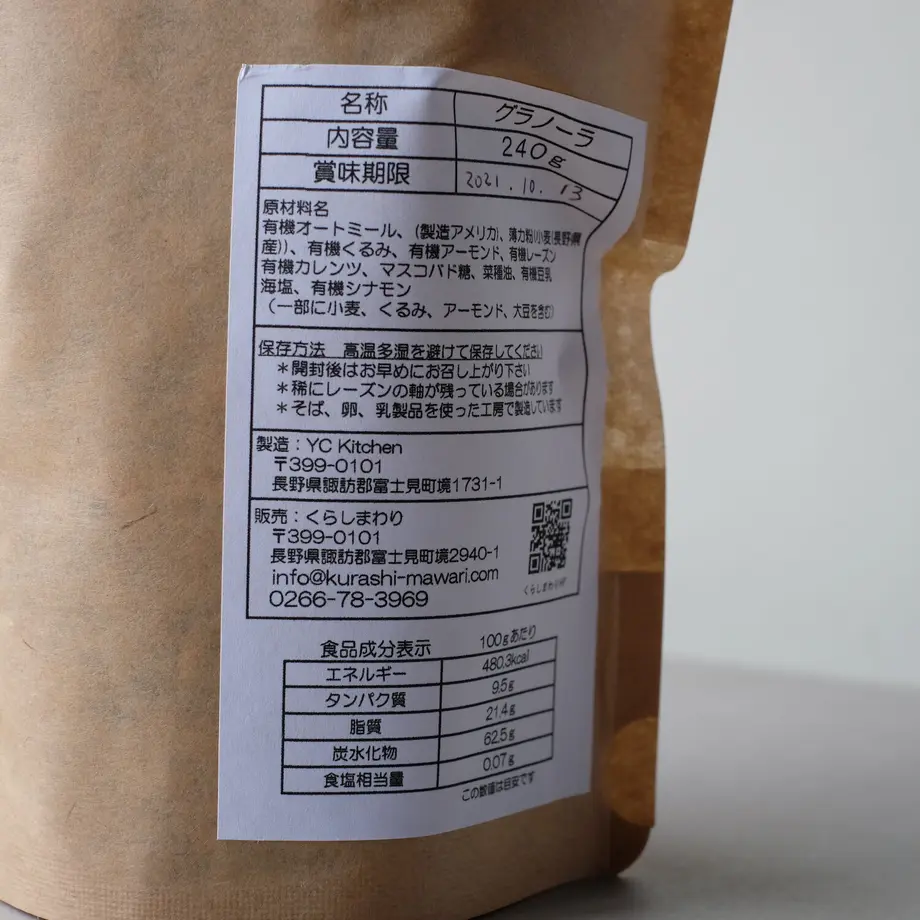 名称 グラノーラ
内容量 240g
賞味期限 2021.10.13
原材料名
有機オートミール、(製造アメリカ)、薄力粉(小麦(長野県
産))、有機くるみ、有機アーモンド、有機レーズン
有機カレンツ、マスコバド糖、菜種油、有機豆乳
海塩、有機シナモン
(一部に小麦、くるみ、アーモンド、大豆を含む)
保存方法 高温多湿を避けて保存してください
＊開封後はお早めにお召し上がり下さい
＊稀にレーズンの軸が残っている場合があります
＊そば、卵、乳製品を使った工房で製造しています
製造：YC Kitchen
〒399-0101
長野県諏訪郡富士見町境1731-1
販売：くらしまわり
〒399-0101
長野県諏訪郡富士見町境2940-1
info@kurashi-mawari.com
0266-78-3969
くらしまわりHP
食品成分表示 100gあたり
エネルギー 480.3kcal
タンパク質 9.5g
脂質 21.4g
炭水化物 62.5g
食塩相当量 0.07g
この数値は目安です